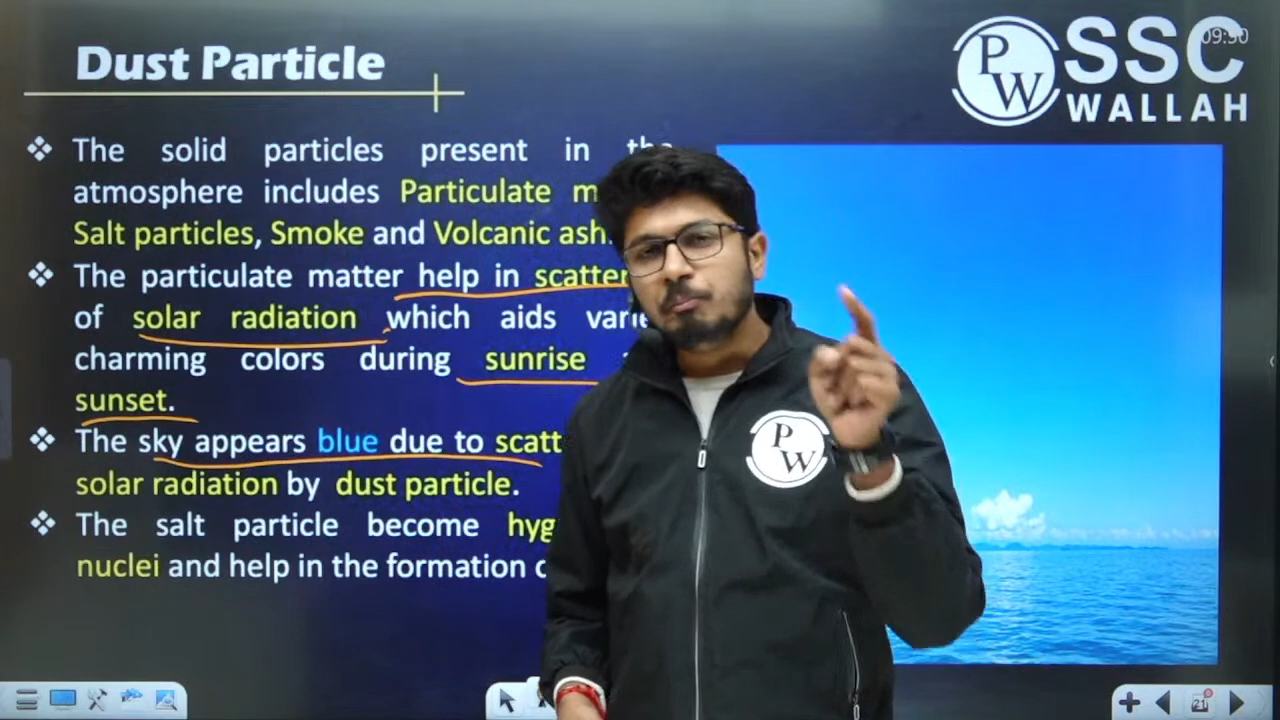 Dust Particle
PW
SSC
09:30
WALLAH
❖ The solid particles present in the
atmosphere includes Particulate
Salt particles, Smoke and Volcanic ash
❖ The particulate matter help in
of solar radiation which aids
charming colors during sunrise
sunset.
❖ The sky appears blue due to
solar radiation by dust particle.
❖ The salt particle become
nuclei and help in the formation
PW
21